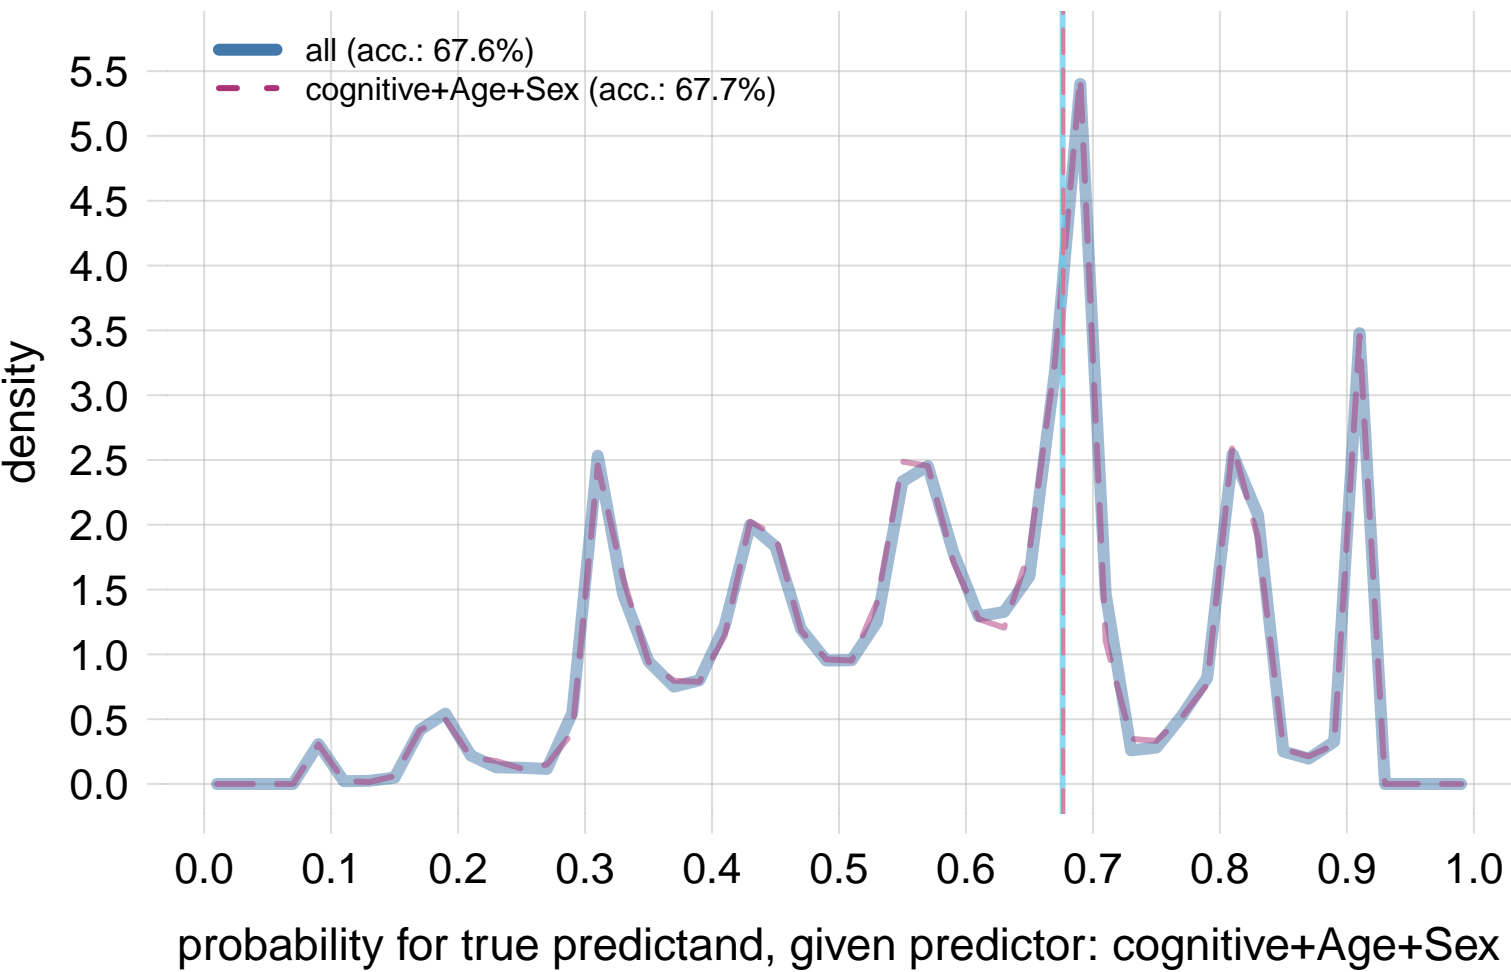 all (acc.: 67.6%)
cognitive+Age+Sex (acc.: 67.7%)
5.5
5.0
4.5
4.0
3.5
3.0
2.5
2.0
1.5
1.0
0.5
0.0
density
0.0 0.1 0.2 0.3 0.4 0.5 0.6 0.7 0.8 0.9 1.0
probability for true predictand, given predictor: cognitive+Age+Sex